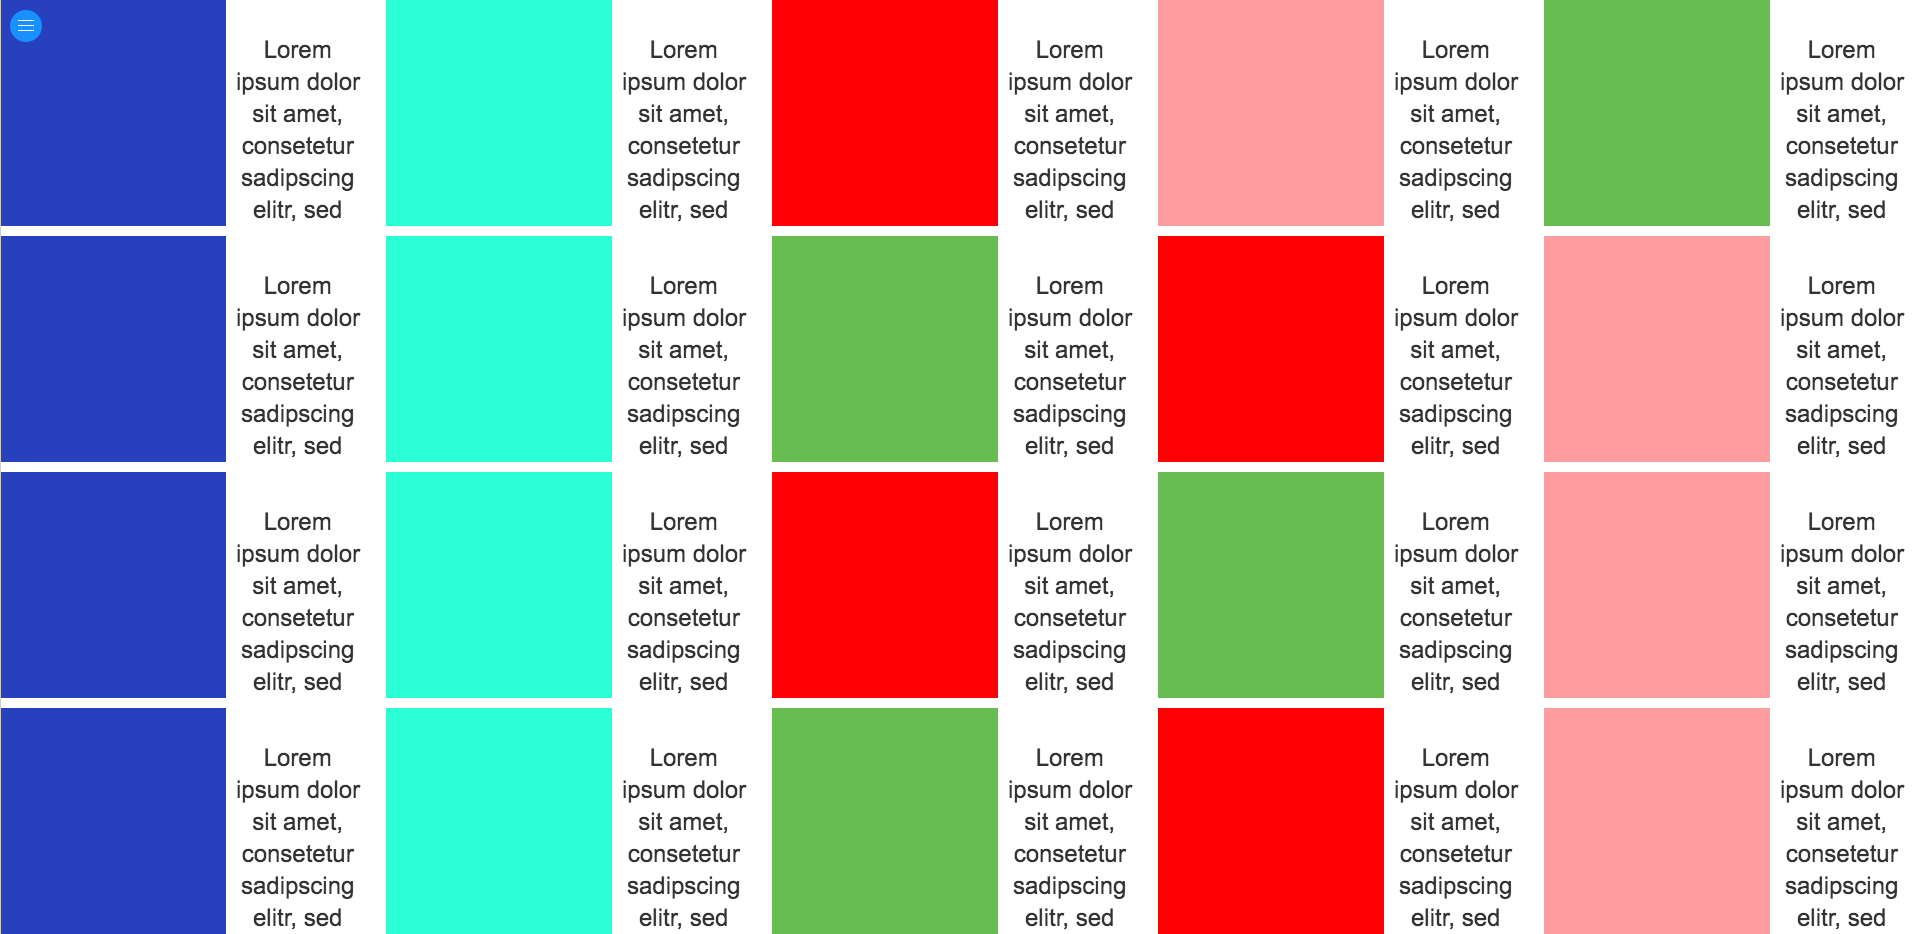 Lorem
ipsum dolor
sit amet,
consetetur
sadipscing
elitr, sed
Lorem
ipsum dolor
sit amet,
consetetur
sadipscing
elitr, sed
Lorem
ipsum dolor
sit amet,
consetetur
sadipscing
elitr, sed
Lorem
ipsum dolor
sit amet,
consetetur
sadipscing
elitr, sed
Lorem
ipsum dolor
sit amet,
consetetur
sadipscing
elitr, sed
Lorem
ipsum dolor
sit amet,
consetetur
sadipscing
elitr, sed
Lorem
ipsum dolor
sit amet,
consetetur
sadipscing
elitr, sed
Lorem
ipsum dolor
sit amet,
consetetur
sadipscing
elitr, sed
Lorem
ipsum dolor
sit amet,
consetetur
sadipscing
elitr, sed
Lorem
ipsum dolor
sit amet,
consetetur
sadipscing
elitr, sed
Lorem
ipsum dolor
sit amet,
consetetur
sadipscing
elitr, sed
Lorem
ipsum dolor
sit amet,
consetetur
sadipscing
elitr, sed
Lorem
ipsum dolor
sit amet,
consetetur
sadipscing
elitr, sed
Lorem
ipsum dolor
sit amet,
consetetur
sadipscing
elitr, sed
Lorem
ipsum dolor
sit amet,
consetetur
sadipscing
elitr, sed
Lorem
ipsum dolor
sit amet,
consetetur
sadipscing
elitr, sed
Lorem
ipsum dolor
sit amet,
consetetur
sadipscing
elitr, sed
Lorem
ipsum dolor
sit amet,
consetetur
sadipscing
elitr, sed
Lorem
ipsum dolor
sit amet,
consetetur
sadipscing
elitr, sed
Lorem
ipsum dolor
sit amet,
consetetur
sadipscing
elitr, sed